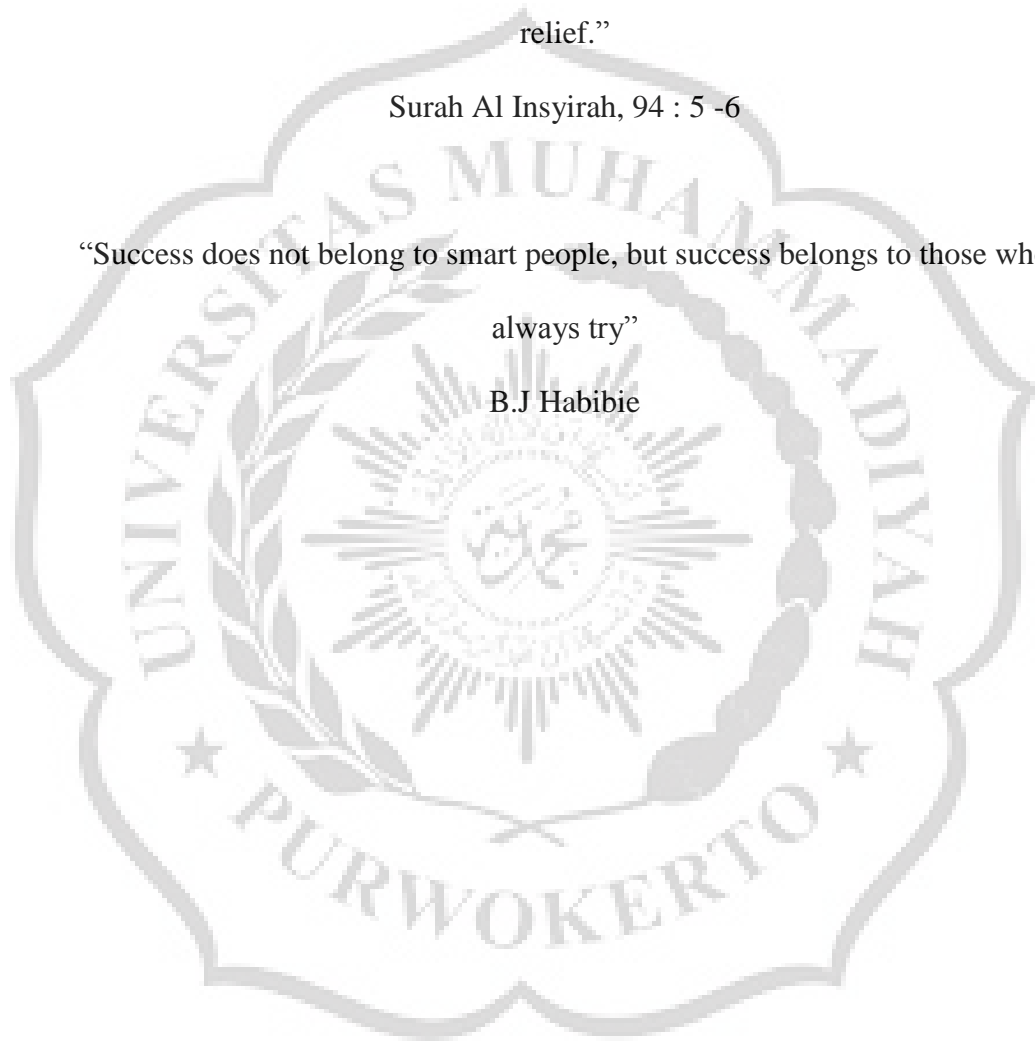 relief.”
Surah Al Insyirah, 94 : 5 -6
“Success does not belong to smart people, but success belongs to those wh
always try”
B.J Habibie
UNIVERSITAS MUHAMMADIYAH
PURWOKERTO